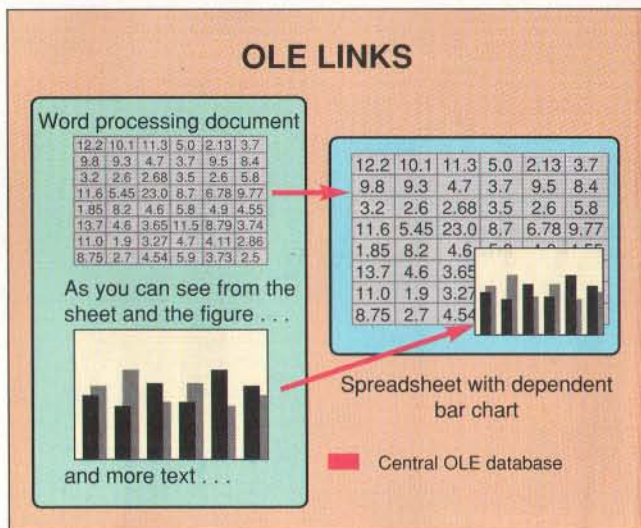 OLE LINKS
Word processing document
12.2 10.1 11.3 5.0 2.13 3.7
9.8 9.3 4.7 3.7 9.5 8.4
3.2 2.6 2.68 3.5 2.6 5.8
11.6 5.45 23.0 8.7 6.78 9.77
1.85 8.2 4.6 5.8 4.9 4.55
13.7 4.6 3.65 11.5 8.79 3.74
11.0 1.9 3.27 4.7 4.11 2.86
8.75 2.7 4.54 5.9 3.73 2.5
As you can see from the
sheet and the figure . . .
and more text . . .
12.2 10.1 11.3 5.0 2.13 3.7
9.8 9.3 4.7 3.7 9.5 8.4
3.2 2.6 2.68 3.5 2.6 5.8
11.6 5.45 23.0 8.7 6.78 9.77
1.85 8.2 4.6
13.7 4.6 3.65
11.0 1.9 3.27
8.75 2.7 4.54
Spreadsheet with dependent
bar chart
Central OLE database